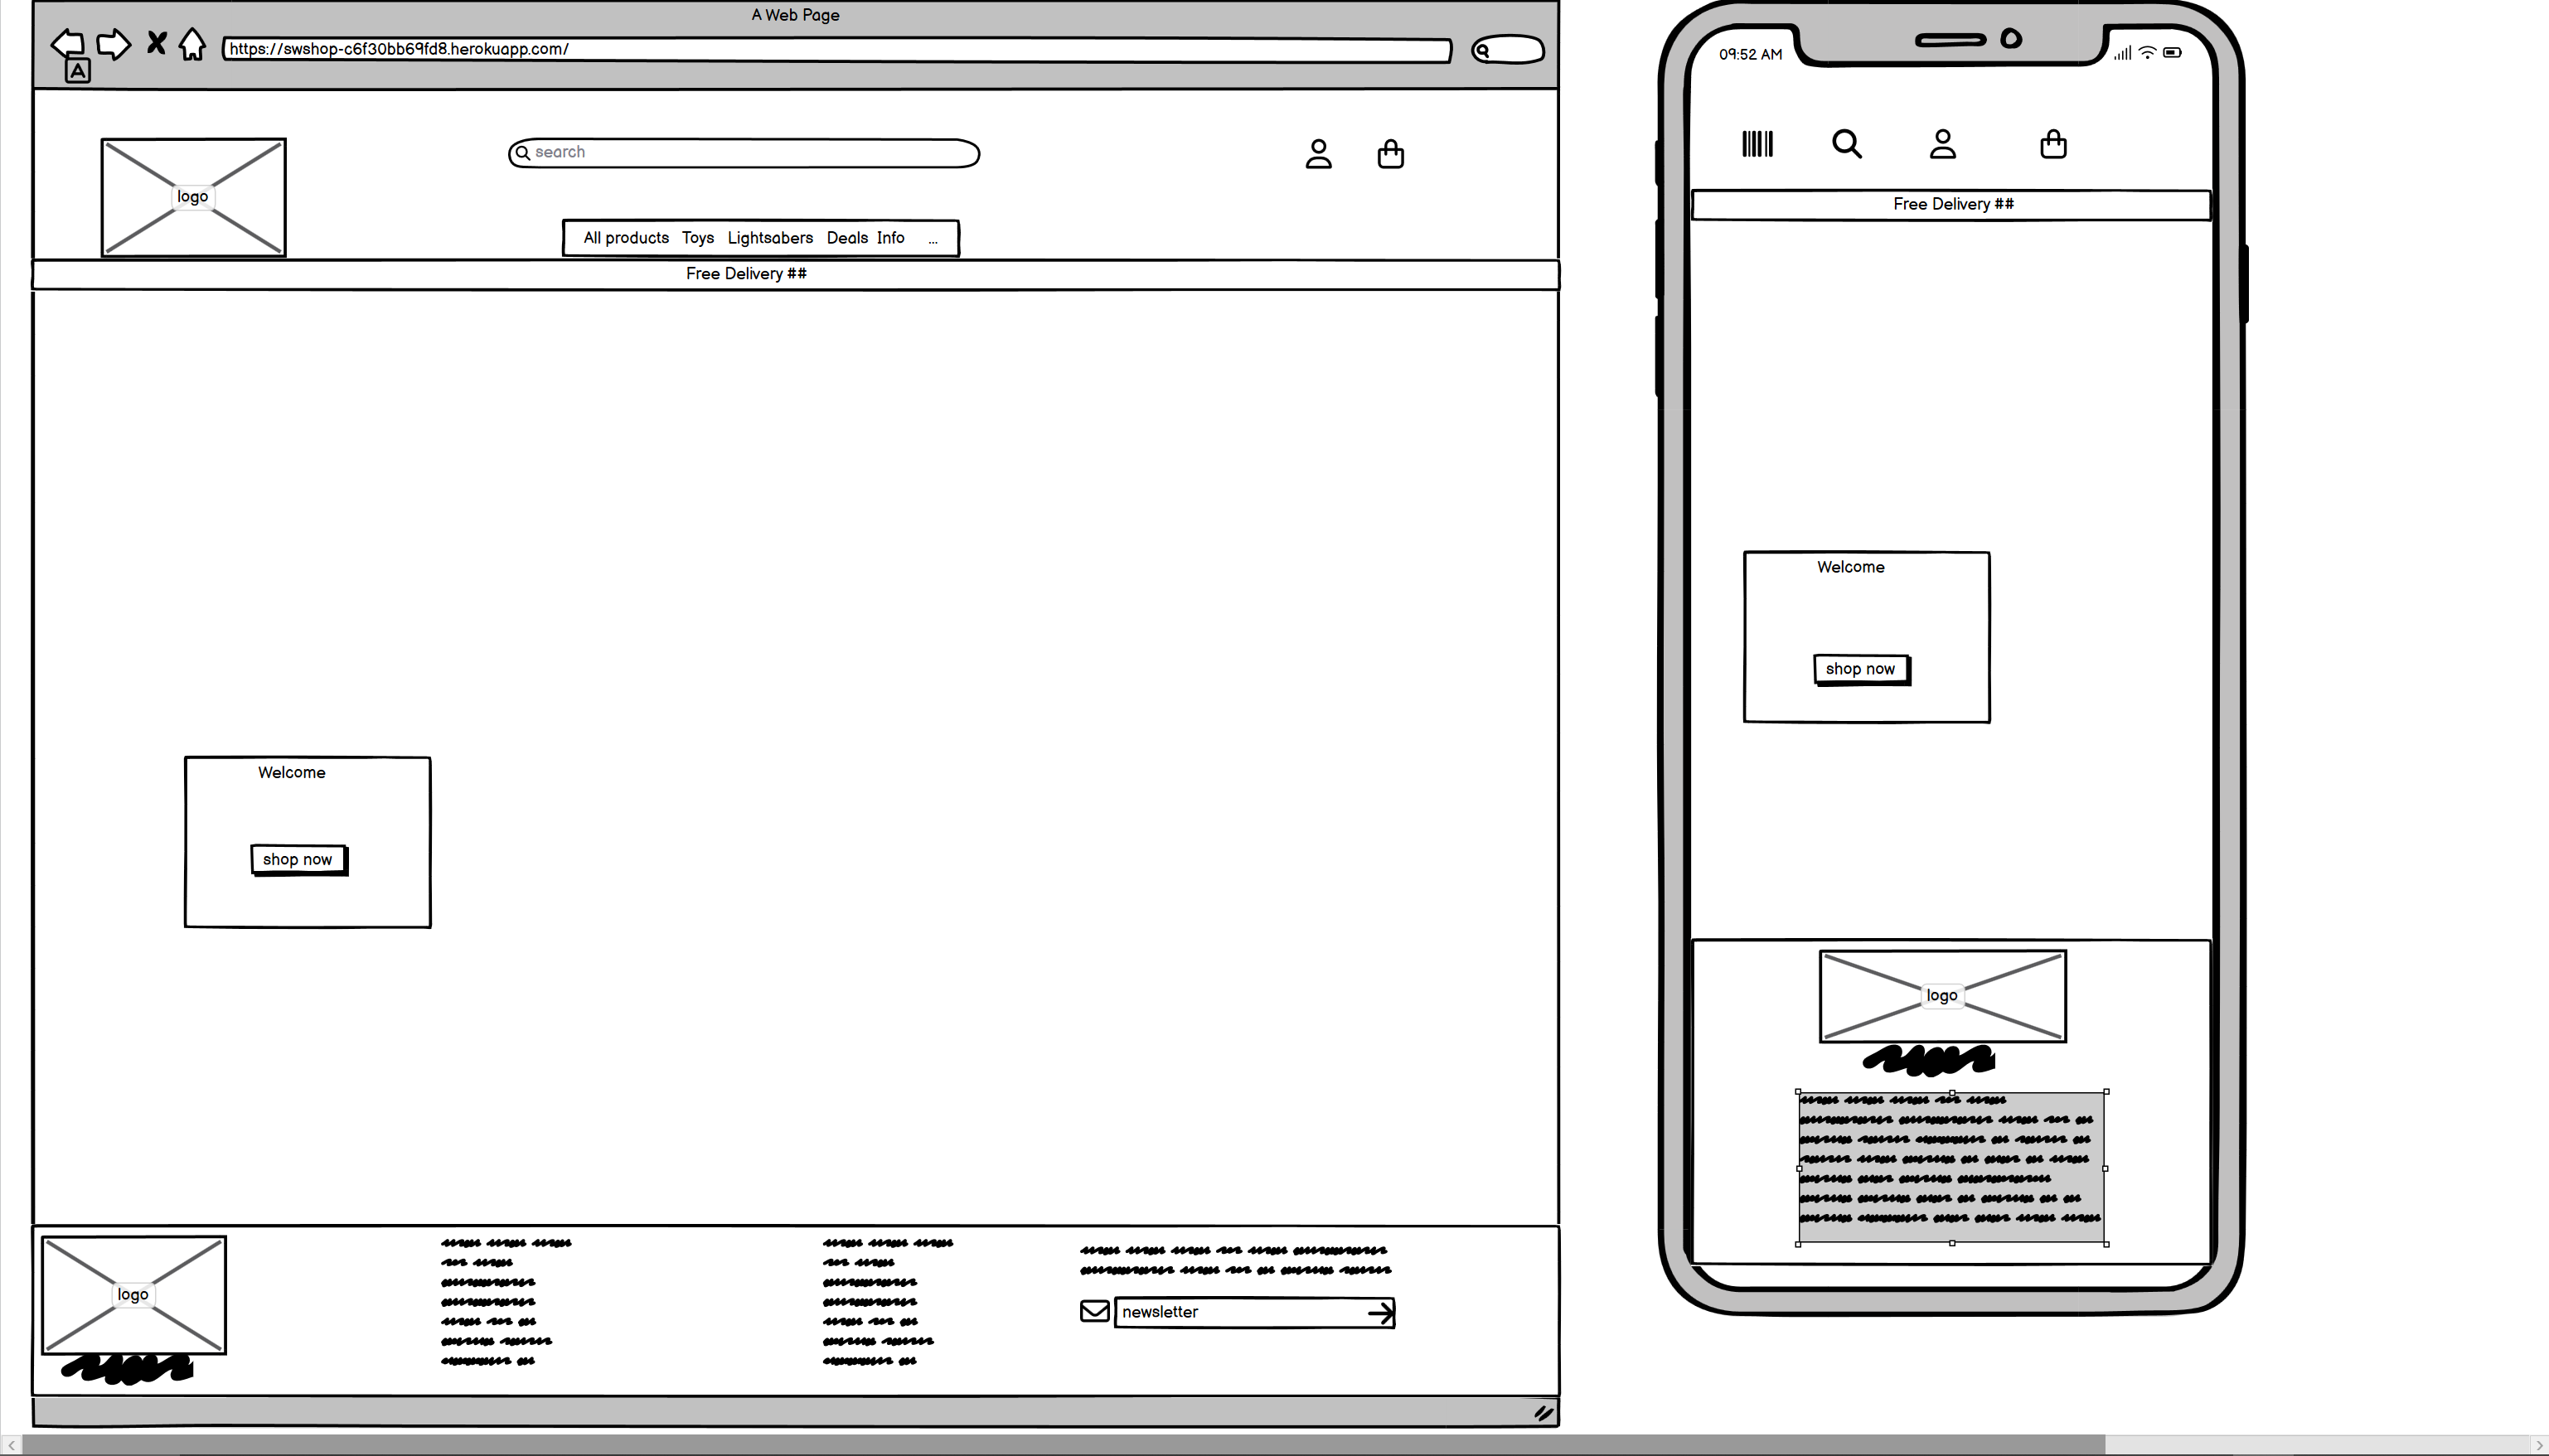 A Web Page
https://swshop-c6f30bb69fd8.herokuapp.com/
A
logo
search
All products Toys Lightsabers Deals Info ...
Free Delivery ##
Welcome
shop now
logo
newsletter
09:52 AM
Free Delivery ##
Welcome
shop now
logo